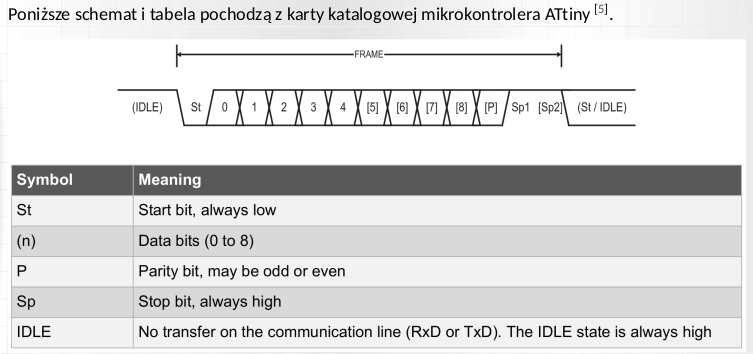 Poniższe schemat i tabela pochodzą z karty katalogowej mikrokontrolera ATtiny [5].
FRAME
(IDLE) St 0 1 2 3 4 [5] [6] [7] [8] [P] Sp1 [Sp2] (St / IDLE)
Symbol Meaning
St Start bit, always low
(n) Data bits (0 to 8)
P Parity bit, may be odd or even
Sp Stop bit, always high
IDLE No transfer on the communication line (RxD or TxD). The IDLE state is always high